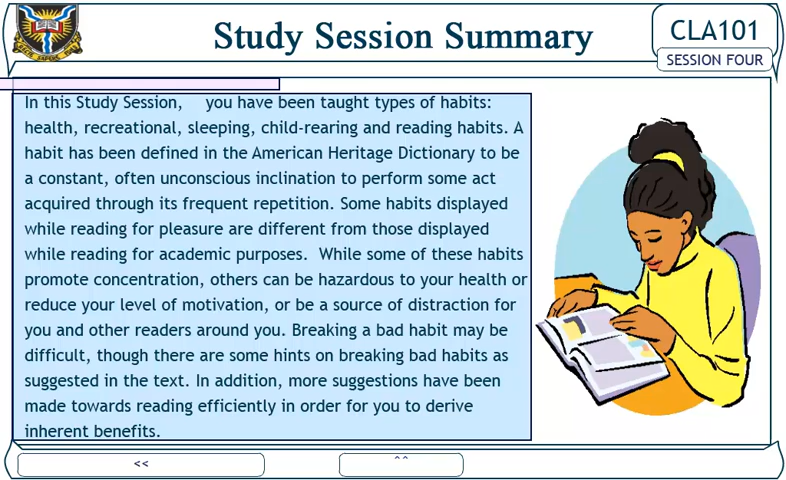 Study Session Summary
CLA101
SESSION FOUR
In this Study Session, you have been taught types of habits:
health, recreational, sleeping, child-rearing and reading habits. A
habit has been defined in the American Heritage Dictionary to be
a constant, often unconscious inclination to perform some act
acquired through its frequent repetition. Some habits displayed
while reading for pleasure are different from those displayed
while reading for academic purposes. While some of these habits
promote concentration, others can be hazardous to your health or
reduce your level of motivation, or be a source of distraction for
you and other readers around you. Breaking a bad habit may be
difficult, though there are some hints on breaking bad habits as
suggested in the text. In addition, more suggestions have been
made towards reading efficiently in order for you to derive
inherent benefits.
<<
^^